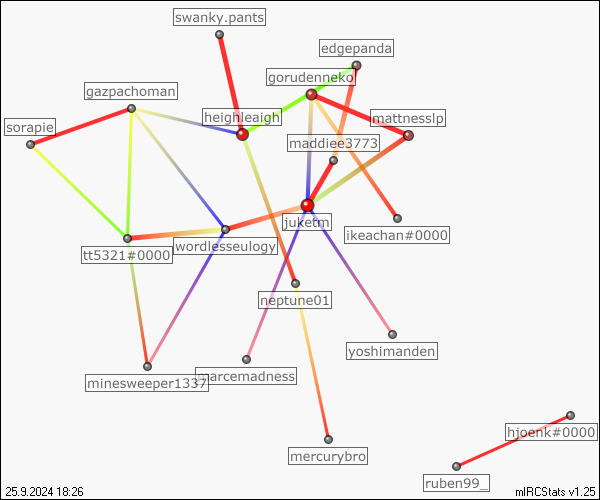 swanky.pants
edgepanda
gorudenneko
gazpachoman
heighleaigh
mattnesslp
sorapie
maddiee3773
juketm
ikeachan#0000
wordlesseulogy
tt5321#0000
neptune01
yoshimanden
marcemadness
minesweeper1337
hjoenk#0000
mercurybro
ruben99_
25.9.2024 18:26
mIRCStats v1.25